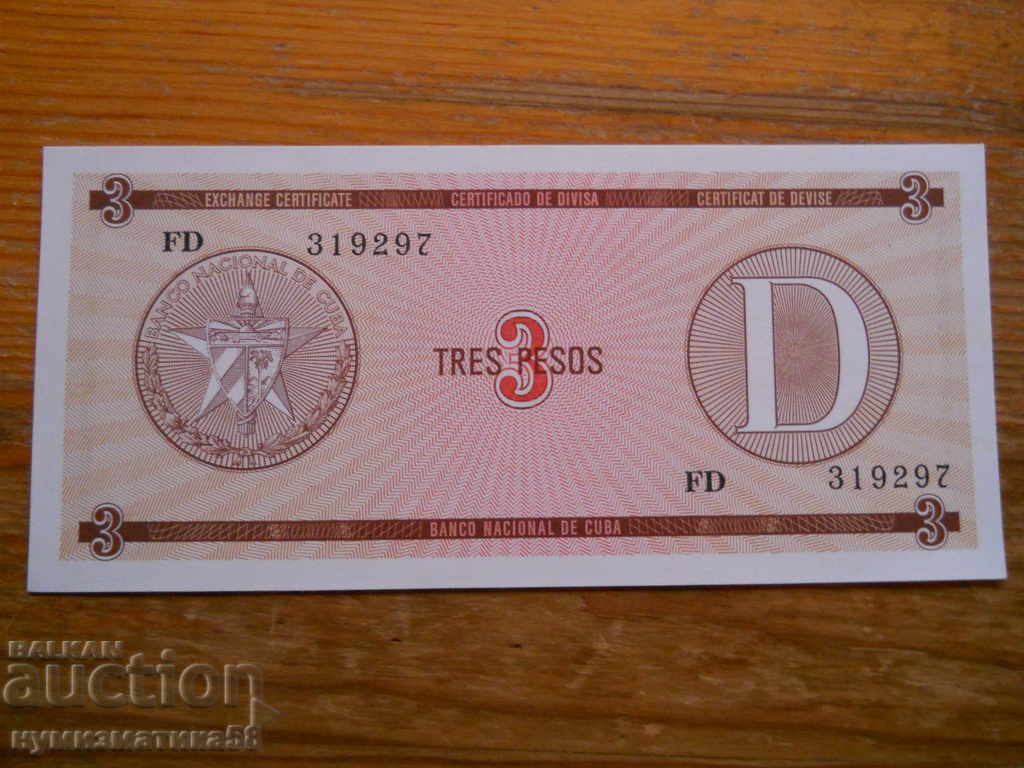 3 EXCHANGE CERTIFICATE CERTIFICADO DE DIVISA CERTIFICAT DE DEVISE 3
FD 319297
BANCO NACIONAL DE CUBA
D
3
TRES PESOS
FD 319297
3 BANCO NACIONAL DE CUBA 3
BALKAN
auction
нумизматика58